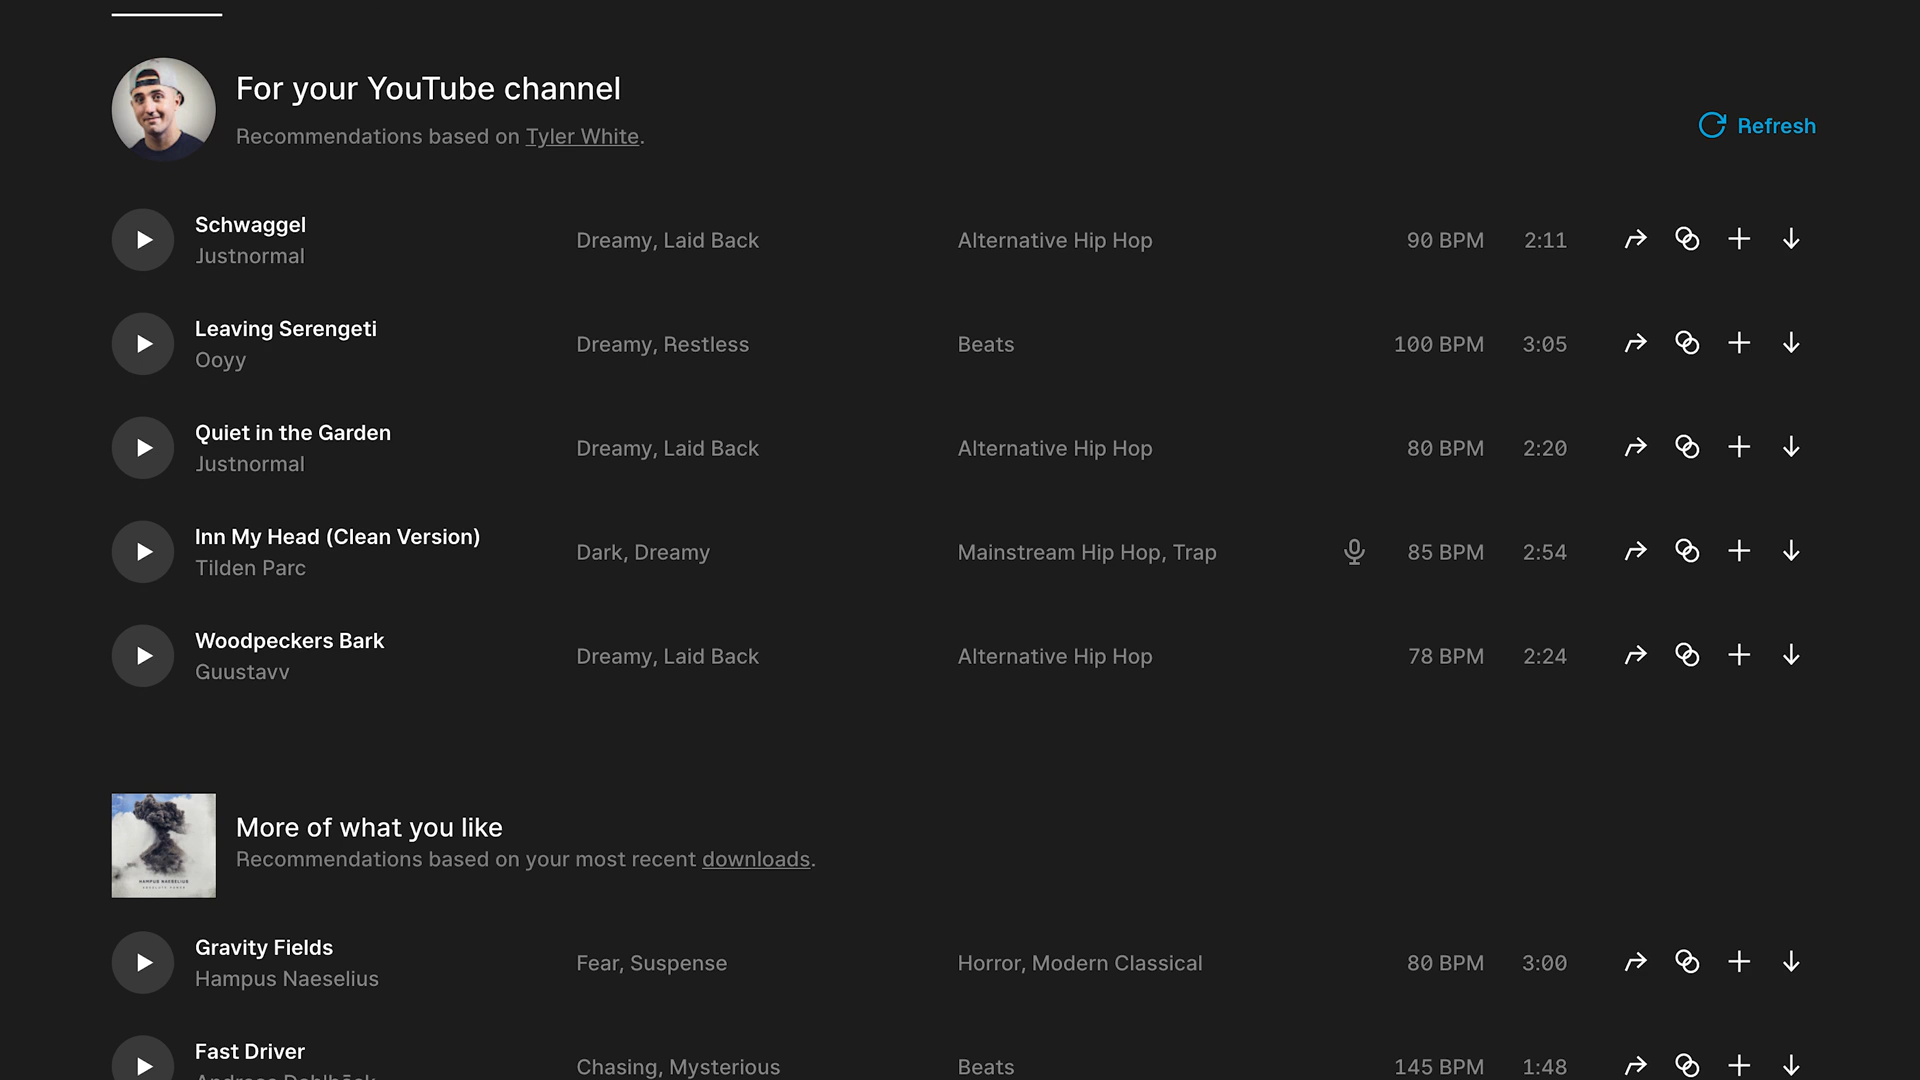 For your YouTube channel
Recommendations based on Tyler White.
Refresh
Schwaggel
Justnormal
Dreamy, Laid Back
Alternative Hip Hop
90 BPM
2:11
Leaving Serengeti
Ooyy
Dreamy, Restless
Beats
100 BPM
3:05
Quiet in the Garden
Justnormal
Dreamy, Laid Back
Alternative Hip Hop
80 BPM
2:20
Inn My Head (Clean Version)
Tilden Parc
Dark, Dreamy
Mainstream Hip Hop, Trap
85 BPM
2:54
Woodpeckers Bark
Guustavv
Dreamy, Laid Back
Alternative Hip Hop
78 BPM
2:24
HAMPUS NAESELIUS
ABSOLUTE POWER
More of what you like
Recommendations based on your most recent downloads.
Gravity Fields
Hampus Naeselius
Fear, Suspense
Horror, Modern Classical
80 BPM
3:00
Fast Driver
Chasing, Mysterious
Beats
145 BPM
1:48